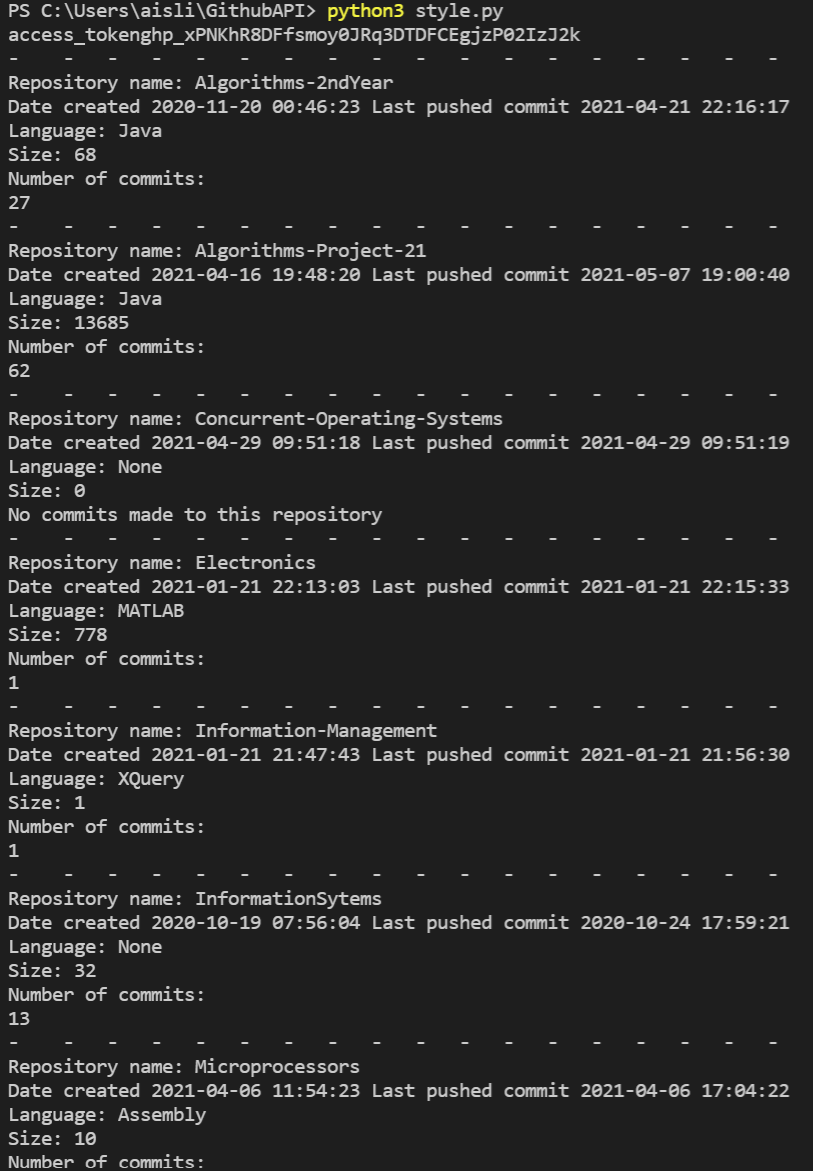 PS C:\Users\aisli\GithubAPI> python3 style.py
access_token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
-    -   -   -   -   -   -   -   -   -   -   -   -   -   -   -   -   -
Repository name: Algorithms-2ndYear
Date created 2020-11-20 00:46:23 Last pushed commit 2021-04-21 22:16:17
Language: Java
Size: 68
Number of commits:
27
-    -   -   -   -   -   -   -   -   -   -   -   -   -   -   -   -   -
Repository name: Algorithms-Project-21
Date created 2021-04-16 19:48:20 Last pushed commit 2021-05-07 19:00:40
Language: Java
Size: 13685
Number of commits:
62
-    -   -   -   -   -   -   -   -   -   -   -   -   -   -   -   -   -
Repository name: Concurrent-Operating-Systems
Date created 2021-04-29 09:51:18 Last pushed commit 2021-04-29 09:51:19
Language: None
Size: 0
No commits made to this repository
-    -   -   -   -   -   -   -   -   -   -   -   -   -   -   -   -   -
Repository name: Electronics
Date created 2021-01-21 22:13:03 Last pushed commit 2021-01-21 22:15:33
Language: MATLAB
Size: 778
Number of commits:
1
-    -   -   -   -   -   -   -   -   -   -   -   -   -   -   -   -   -
Repository name: Information-Management
Date created 2021-01-21 21:47:43 Last pushed commit 2021-01-21 21:56:30
Language: XQuery
Size: 1
Number of commits:
1
-    -   -   -   -   -   -   -   -   -   -   -   -   -   -   -   -   -
Repository name: InformationSytems
Date created 2020-10-19 07:56:04 Last pushed commit 2020-10-24 17:59:21
Language: None
Size: 32
Number of commits:
13
-    -   -   -   -   -   -   -   -   -   -   -   -   -   -   -   -   -
Repository name: Microprocessors
Date created 2021-04-06 11:54:23 Last pushed commit 2021-04-06 17:04:22
Language: Assembly
Size: 10
Number of commits: